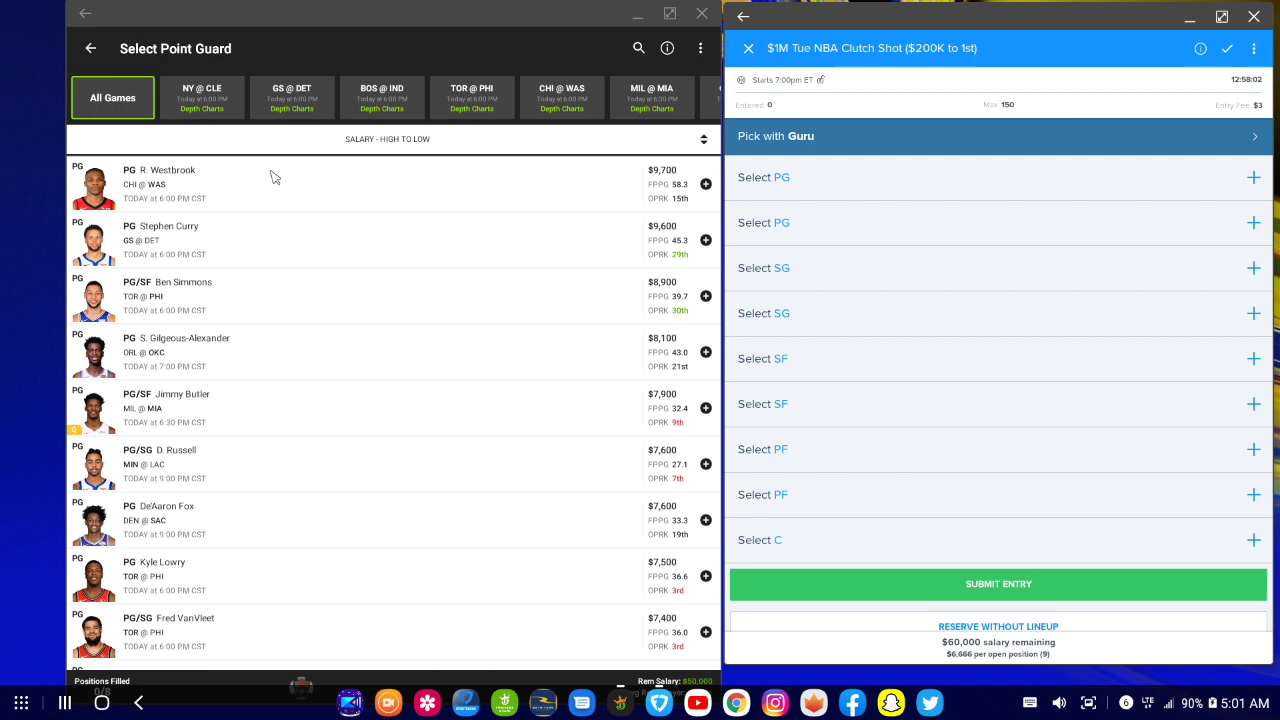 Select Point Guard
All Games
NY @ CLE
Today at 6:00 PM
Depth Charts
GS @ DET
Today at 6:00 PM
Depth Charts
BOS @ IND
Today at 6:00 PM
Depth Charts
TOR @ PHI
Today at 6:00 PM
Depth Charts
CHI @ WAS
Today at 6:00 PM
Depth Charts
MIL @ MIA
Today at 6:30 PM
Depth Charts
SALARY - HIGH TO LOW
PG
PG R. Westbrook $9,700
CHI @ WAS FPPG 58.3
TODAY at 6:00 PM CST OPRK 15th
PG
PG Stephen Curry $9,600
GS @ DET FPPG 45.3
TODAY at 6:00 PM CST OPRK 29th
PG
PG/SF Ben Simmons $8,900
TOR @ PHI FPPG 39.7
TODAY at 6:00 PM CST OPRK 30th
PG
PG S. Gilgeous-Alexander $8,100
ORL @ OKC FPPG 43.0
TODAY at 7:00 PM CST OPRK 21st
PG
PG/SF Jimmy Butler $7,900
MIL @ MIA FPPG 32.4
TODAY at 6:30 PM CST OPRK 9th
Q
PG
PG/SG D. Russell $7,600
MIN @ LAC FPPG 27.1
TODAY at 9:00 PM CST OPRK 7th
PG
PG De'Aaron Fox $7,600
DEN @ SAC FPPG 33.3
TODAY at 9:00 PM CST OPRK 19th
PG
PG Kyle Lowry $7,500
TOR @ PHI FPPG 36.6
TODAY at 6:00 PM CST OPRK 3rd
PG
PG/SG Fred VanVleet $7,400
TOR @ PHI FPPG 36.0
TODAY at 6:00 PM CST OPRK 3rd
Positions Filled Rem Salary: $50,000
0/8
$1M Tue NBA Clutch Shot ($200K to 1st)
Starts 7:00pm ET 12:58:02
Entered 0 Max 150 Entry Fee $3
Pick with Guru
Select PG
Select PG
Select SG
Select SG
Select SF
Select SF
Select PF
Select PF
Select C
SUBMIT ENTRY
RESERVE WITHOUT LINEUP
$60,000 salary remaining
$6,666 per open position (9)
6 LTE 90% 5:01 AM